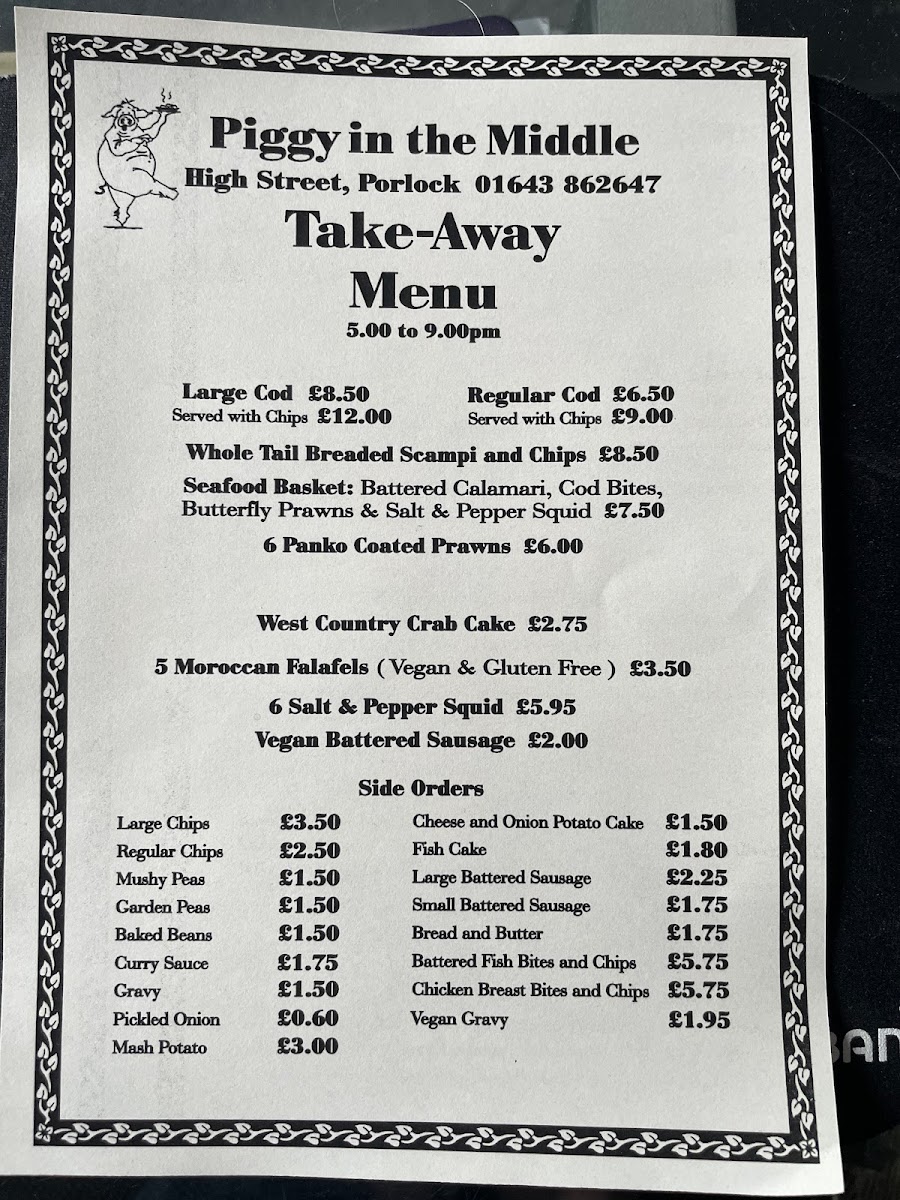 Piggy in the Middle
High Street, Porlock 01643 862647
Take-Away
Menu
5.00 to 9.00pm
Large Cod £8.50
Served with Chips £12.00
Regular Cod £6.50
Served with Chips £9.00
Whole Tail Breaded Scampi and Chips £8.50
Seafood Basket: Battered Calamari, Cod Bites,
Butterfly Prawns & Salt & Pepper Squid £7.50
6 Panko Coated Prawns £6.00
West Country Crab Cake £2.75
5 Moroccan Falafels ( Vegan & Gluten Free ) £3.50
6 Salt & Pepper Squid £5.95
Vegan Battered Sausage £2.00
Side Orders
Large Chips £3.50
Regular Chips £2.50
Mushy Peas £1.50
Garden Peas £1.50
Baked Beans £1.50
Curry Sauce £1.75
Gravy £1.50
Pickled Onion £0.60
Mash Potato £3.00
Cheese and Onion Potato Cake £1.50
Fish Cake £1.80
Large Battered Sausage £2.25
Small Battered Sausage £1.75
Bread and Butter £1.75
Battered Fish Bites and Chips £5.75
Chicken Breast Bites and Chips £5.75
Vegan Gravy £1.95